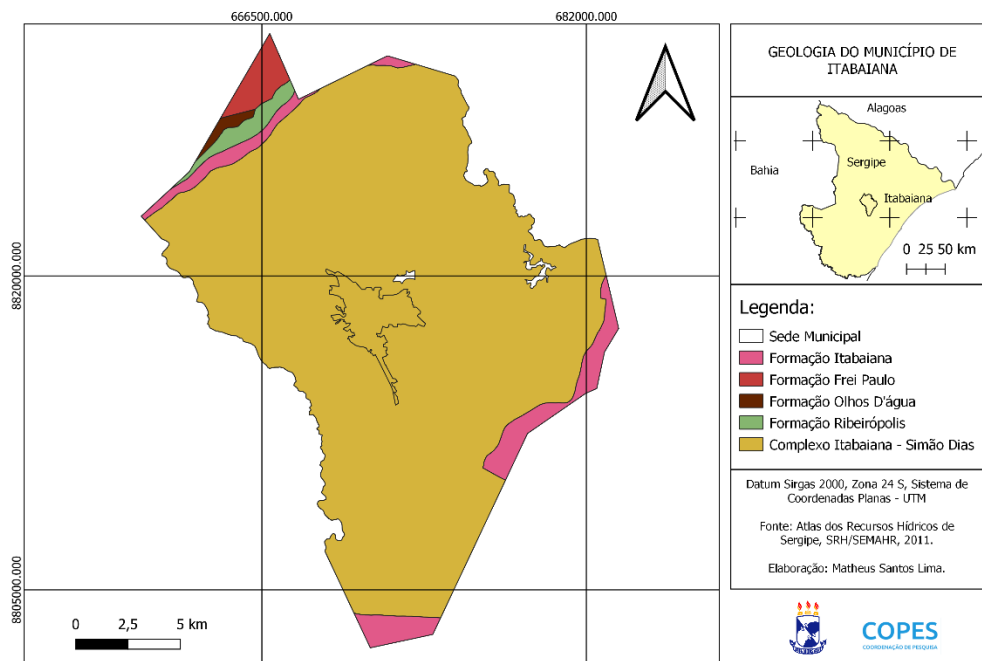 666500.000
682000.000
8822000.000
8805000.000
0 2,5 5 km
GEOLOGIA DO MUNICÍPIO DE
ITABAIANA
Alagoas
Bahia
Sergipe
Itabaiana
0 25 50 km
Legenda:
Sede Municipal
Formação Itabaiana
Formação Frei Paulo
Formação Olhos D'água
Formação Ribeirópolis
Complexo Itabaiana - Simão Dias
Datum Sirgas 2000, Zona 24 S, Sistema de
Coordenadas Planas - UTM
Fonte: Atlas dos Recursos Hídricos de
Sergipe, SRH/SEMAHR, 2011.
Elaboração: Matheus Santos Lima.
COPES
COORDENAÇÃO DE PESQUISA